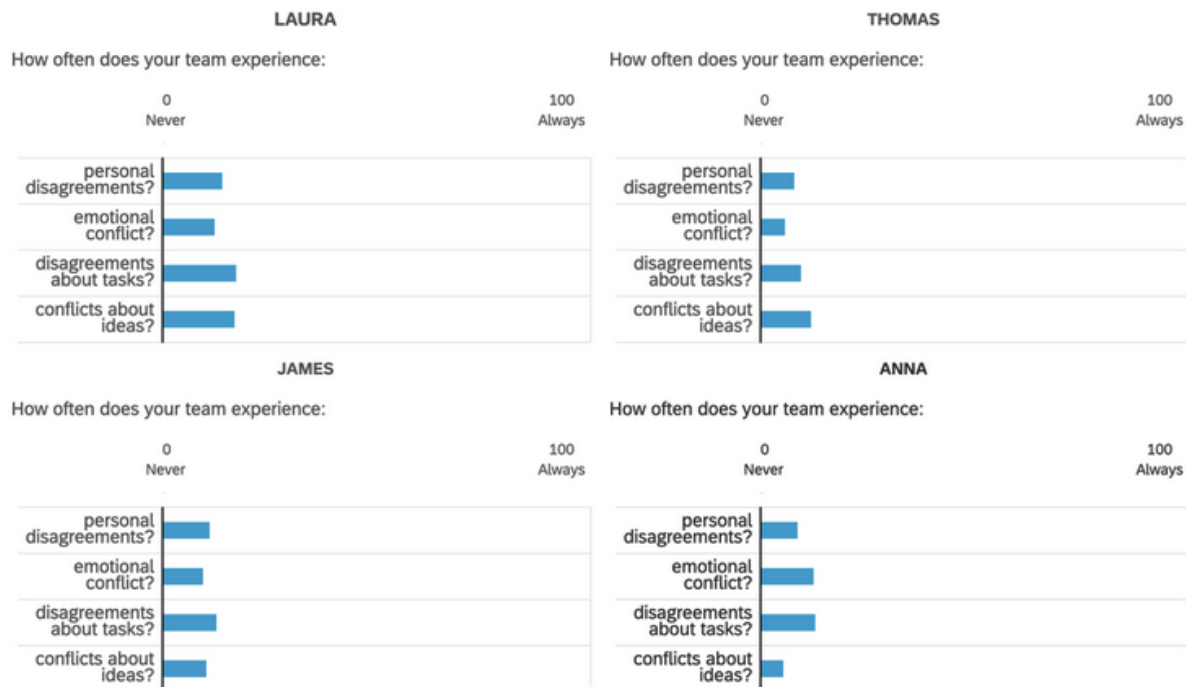 LAURA
How often does your team experience:
0
100
Never
Always
personal
disagreements?
emotional
conflict?
disagreements
about tasks?
conflicts about
ideas?
THOMAS
How often does your team experience:
0
100
Never
Always
personal
disagreements?
emotional
conflict?
disagreements
about tasks?
conflicts about
ideas?
JAMES
How often does your team experience:
0
100
Never
Always
personal
disagreements?
emotional
conflict?
disagreements
about tasks?
conflicts about
ideas?
ANNA
How often does your team experience:
0
100
Never
Always
personal
disagreements?
emotional
conflict?
disagreements
about tasks?
conflicts about
ideas?